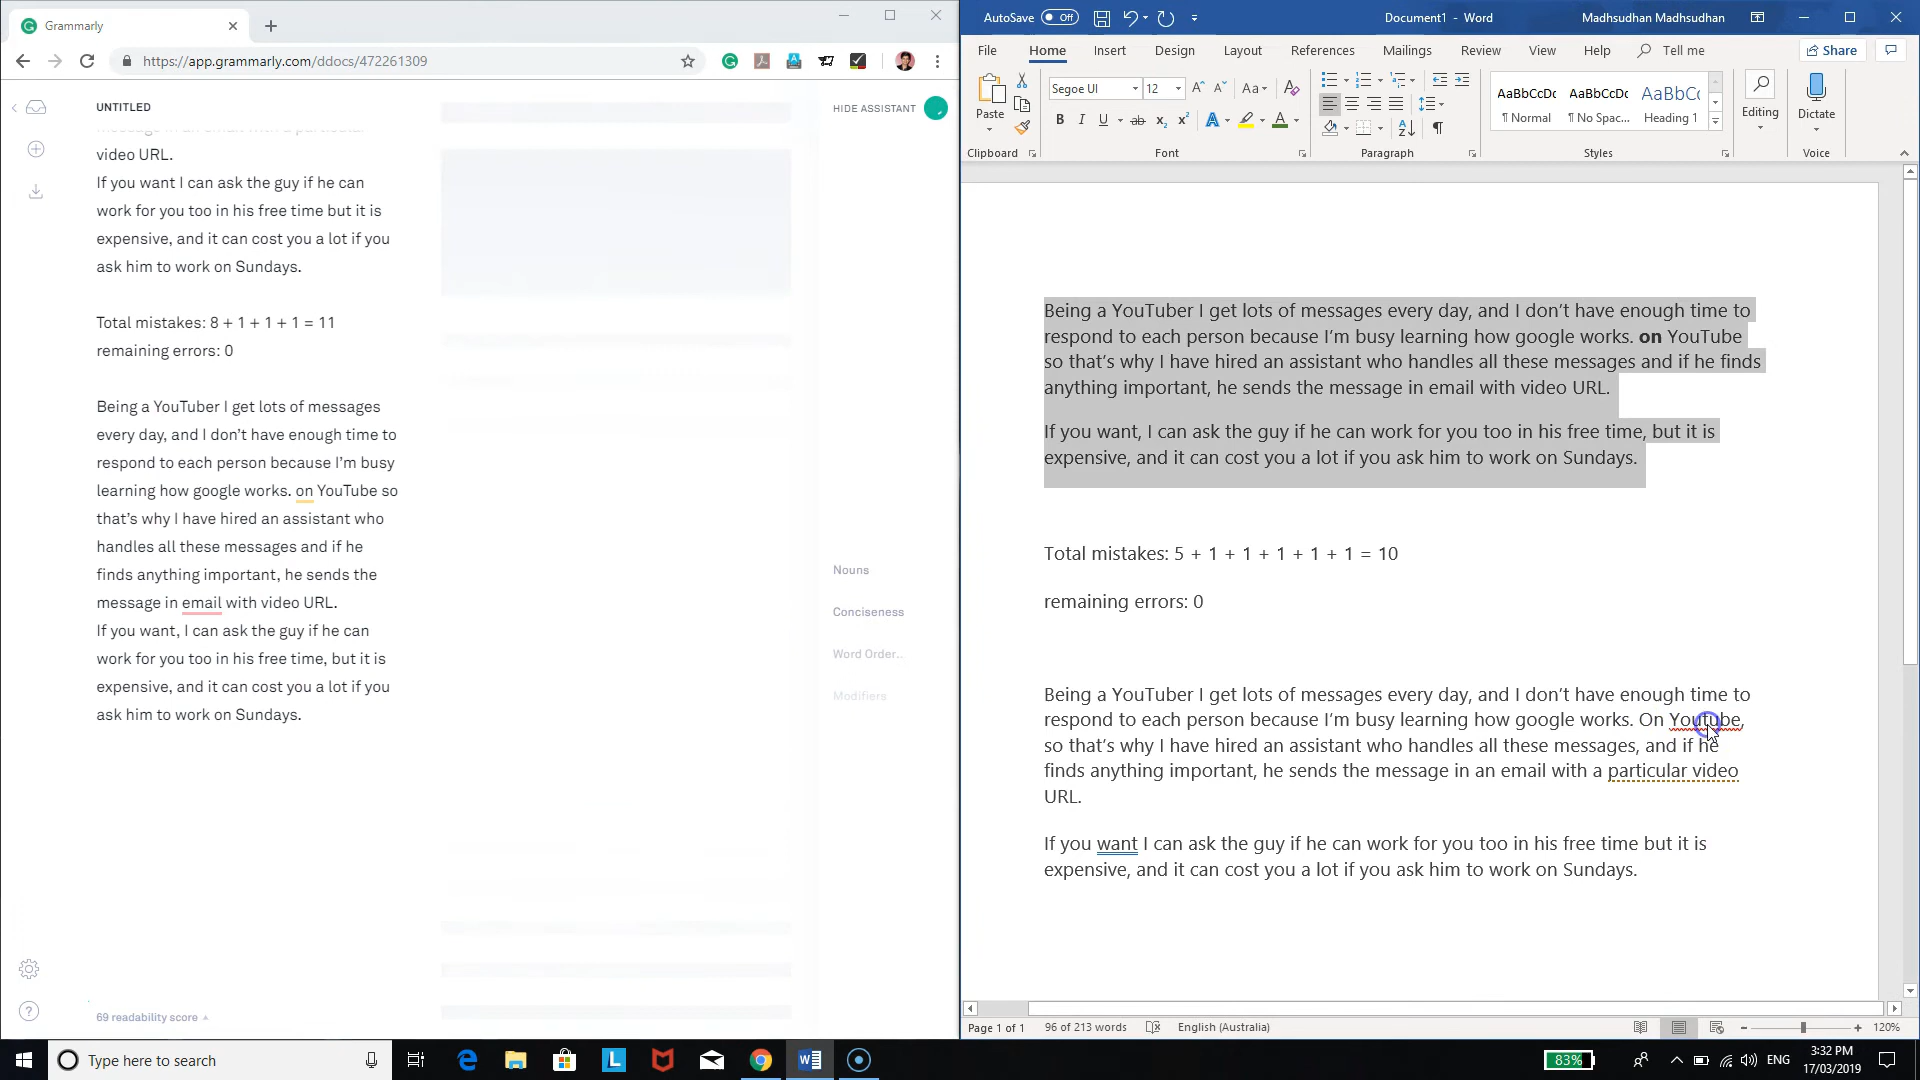 Grammarly
https://app.grammarly.com/ddocs/472261309
UNTITLED
HIDE ASSISTANT
message in an email with a particular
video URL.
If you want I can ask the guy if he can
work for you too in his free time but it is
expensive, and it can cost you a lot if you
ask him to work on Sundays.
Total mistakes: 8 + 1 + 1 + 1 = 11
remaining errors: 0
Being a YouTuber I get lots of messages
every day, and I don’t have enough time to
respond to each person because I’m busy
learning how google works. on YouTube so
that’s why I have hired an assistant who
handles all these messages and if he
finds anything important, he sends the
message in email with video URL.
If you want, I can ask the guy if he can
work for you too in his free time, but it is
expensive, and it can cost you a lot if you
ask him to work on Sundays.
Nouns
Conciseness
Word Order..
Modifiers
69 readability score
AutoSave Off
Document1 - Word
Madhsudhan Madhsudhan
File Home Insert Design Layout References Mailings Review View Help Tell me Share
Paste
Segoe UI 12
AaBbCcDc AaBbCcDc AaBbCc
¶ Normal ¶ No Spac... Heading 1
Editing
Dictate
Clipboard Font Paragraph Styles Voice
Being a YouTuber I get lots of messages every day, and I don’t have enough time to
respond to each person because I’m busy learning how google works. on YouTube
so that’s why I have hired an assistant who handles all these messages and if he finds
anything important, he sends the message in email with video URL.
If you want, I can ask the guy if he can work for you too in his free time, but it is
expensive, and it can cost you a lot if you ask him to work on Sundays.
Total mistakes: 5 + 1 + 1 + 1 + 1 + 1 = 10
remaining errors: 0
Being a YouTuber I get lots of messages every day, and I don’t have enough time to
respond to each person because I’m busy learning how google works. On Youtube,
so that’s why I have hired an assistant who handles all these messages, and if he
finds anything important, he sends the message in an email with a particular video
URL.
If you want I can ask the guy if he can work for you too in his free time but it is
expensive, and it can cost you a lot if you ask him to work on Sundays.
Page 1 of 1 96 of 213 words English (Australia) 120%
Type here to search
83%
ENG
3:32 PM
17/03/2019